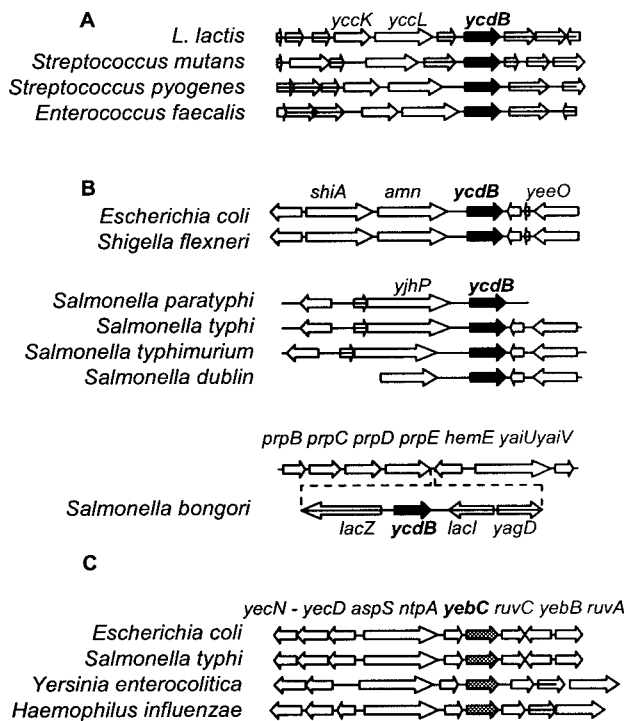 A
yccK yccL ycdB
L. lactis
Streptococcus mutans
Streptococcus pyogenes
Enterococcus faecalis
B
shiA amn ycdB yeeO
Escherichia coli
Shigella flexneri
yjhP ycdB
Salmonella paratyphi
Salmonella typhi
Salmonella typhimurium
Salmonella dublin
prpB prpC prpD prpE hemE yaiUyaiV
Salmonella bongori
lacZ ycdB lacI yagD
C
yecN - yecD aspS ntpA yebC ruvC yebB ruvA
Escherichia coli
Salmonella typhi
Yersinia enterocolitica
Haemophilus influenzae